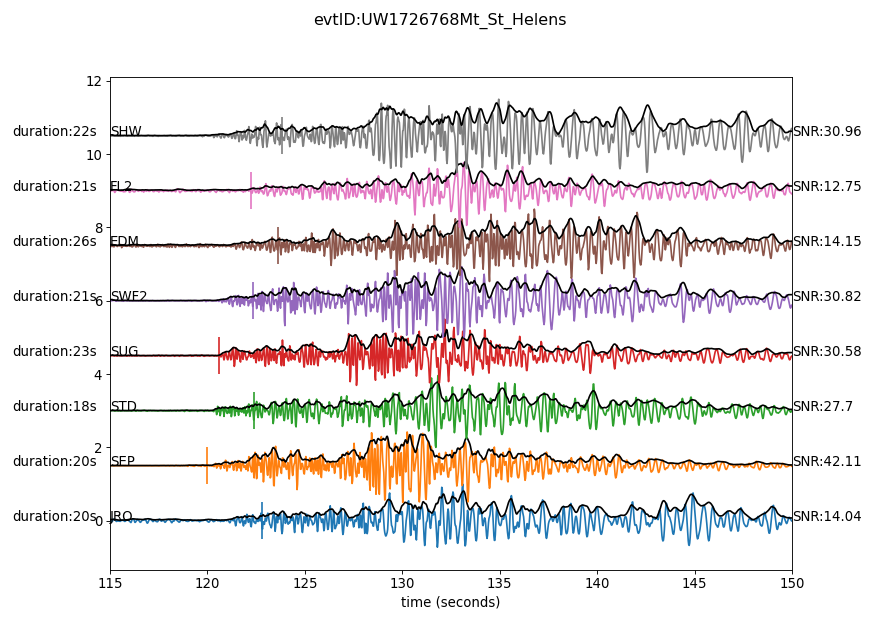 evtID:UW1726768Mt_St_Helens
12
duration:22s SHW SNR:30.96
10
duration:21s FL2 SNR:12.75
8
duration:26s EDM SNR:14.15
duration:21s 6 SWF2 SNR:30.82
duration:23s SUG SNR:30.58
4
duration:18s STD SNR:27.7
2
duration:20s SEP SNR:42.11
duration:20s 0 JRO SNR:14.04
115 120 125 130 135 140 145 150
time (seconds)